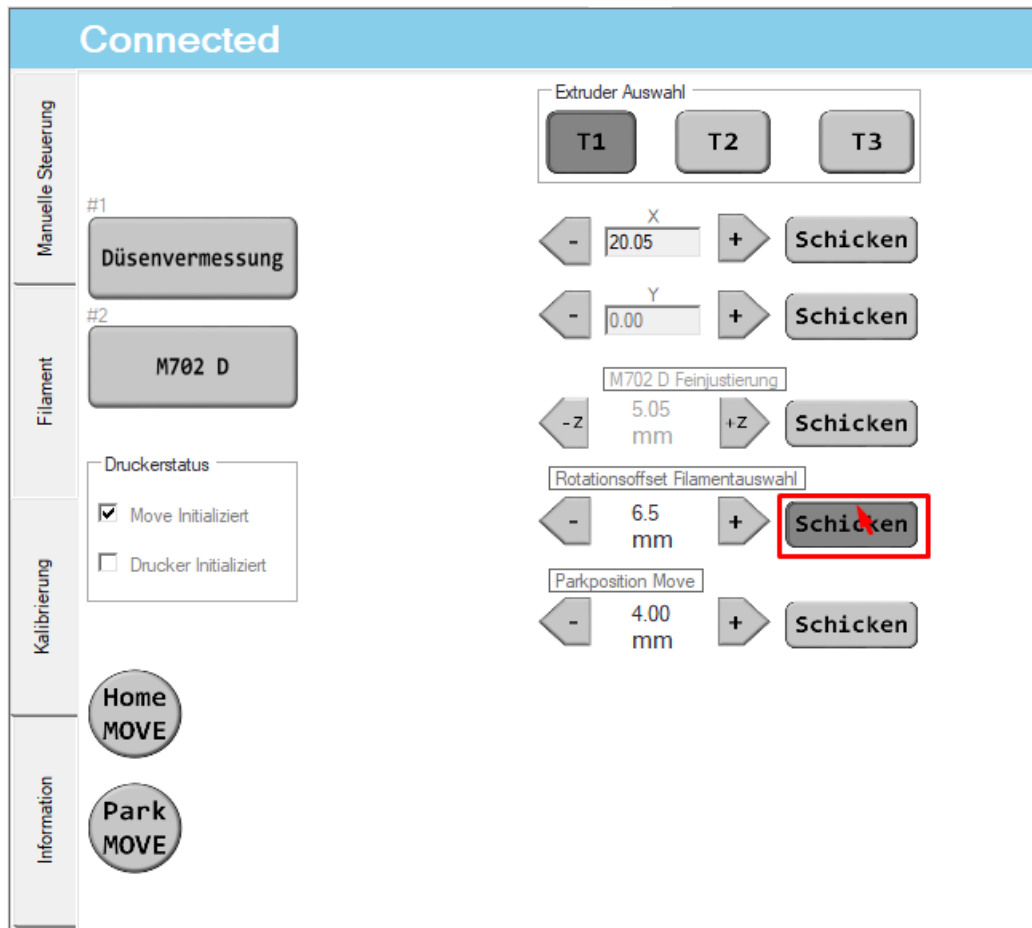 Connected
Manuelle Steuerung
Filament
Kalibrierung
Information
#1
Düsenvermessung
#2
M702 D
Druckerstatus
Move Initializiert
Drucker Initializiert
Home
MOVE
Park
MOVE
Extruder Auswahl
T1 T2 T3
X
- 20.05 + Schicken
Y
- 0.00 + Schicken
M702 D Feinjustierung
-Z 5.05 +Z Schicken
mm
Rotationsoffset Filamentauswahl
- 6.5 + Schicken
mm
Parkposition Move
- 4.00 + Schicken
mm